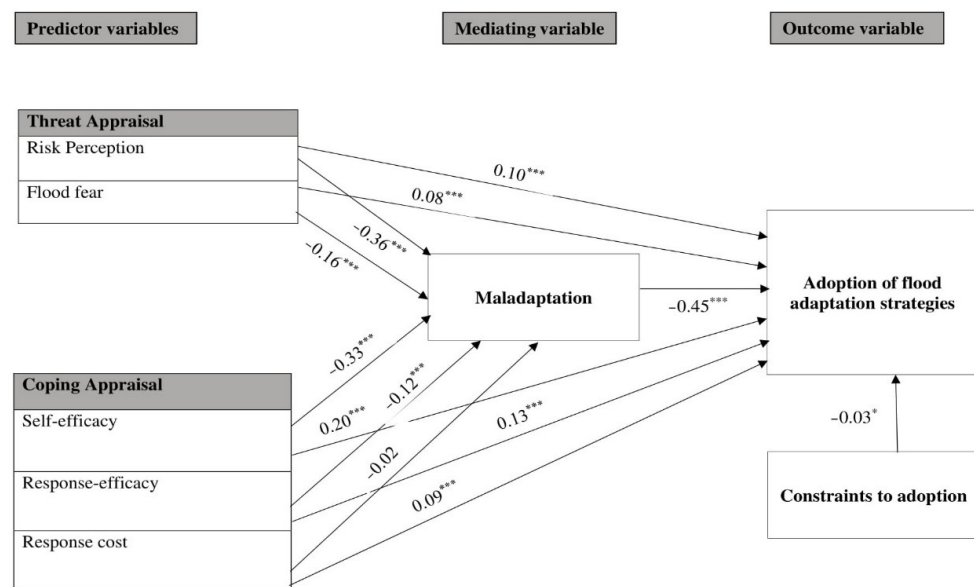 Predictor variables
Mediating variable
Outcome variable
Threat Appraisal
Risk Perception
Flood fear
0.10***
0.08***
-0.36***
-0.16***
Maladaptation
-0.45***
Adoption of flood
adaptation strategies
-0.33***
-0.12***
Coping Appraisal
Self-efficacy
0.20***
0.13***
-0.03*
-0.02
Response-efficacy
0.09***
Constraints to adoption
Response cost